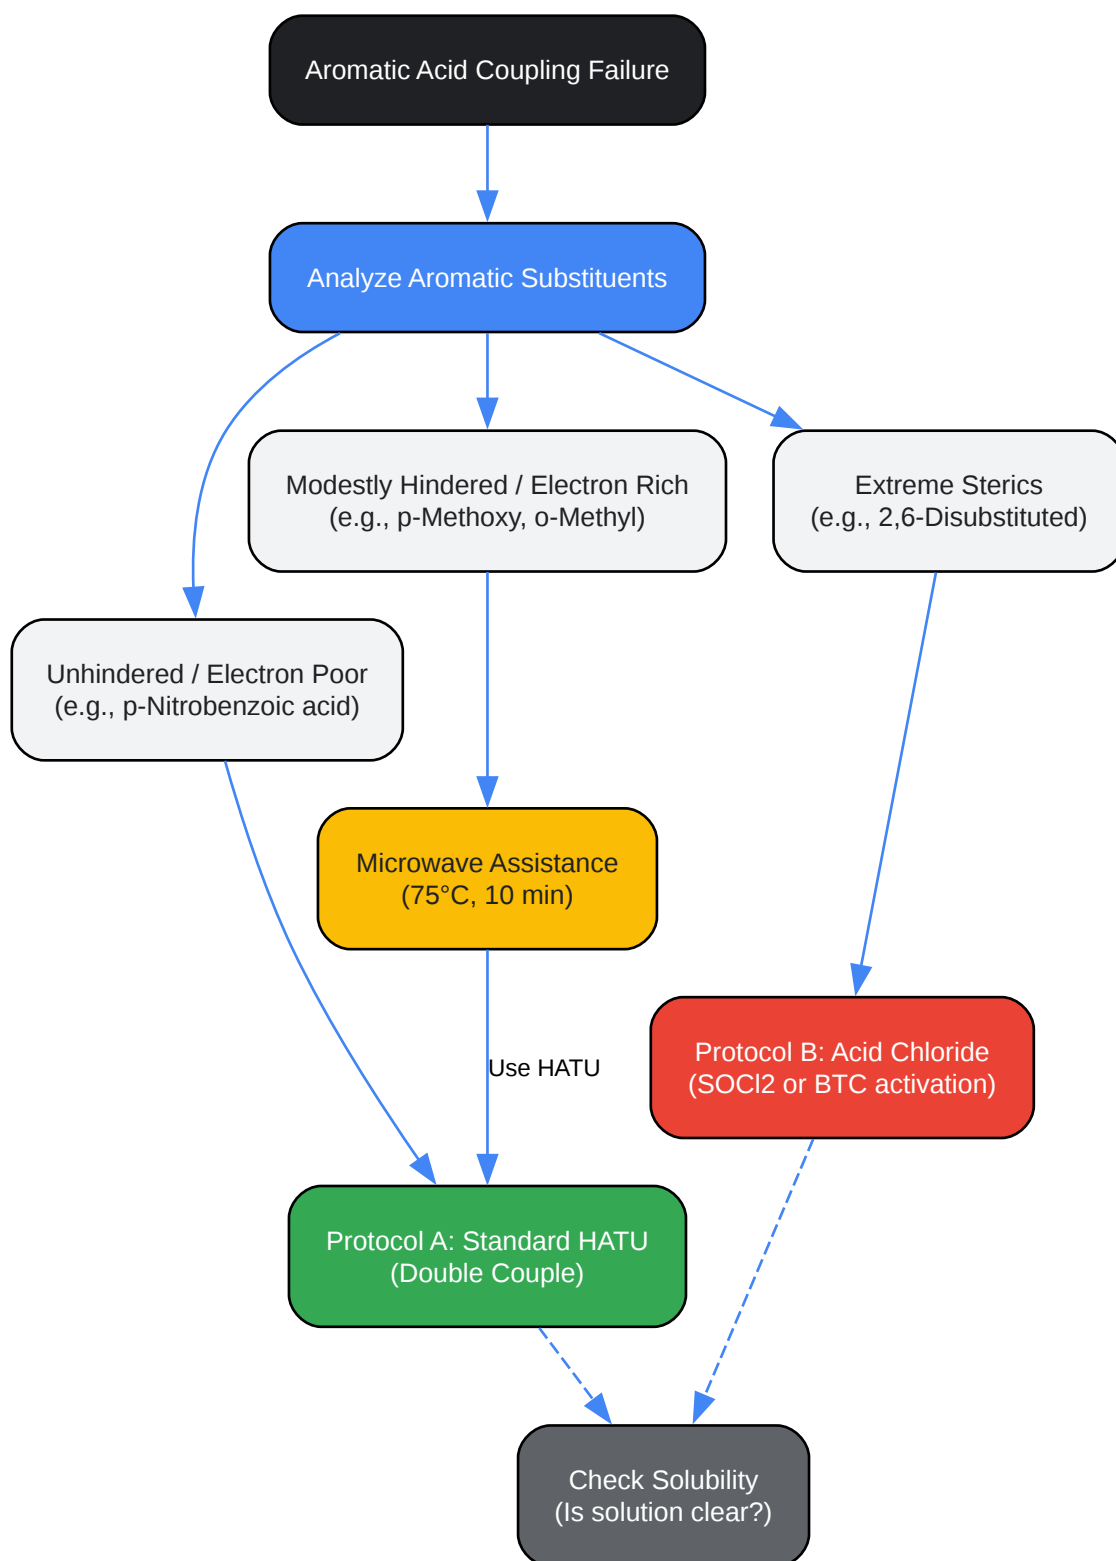 Aromatic Acid Coupling Failure
Analyze Aromatic Substituents
Modestly Hindered / Electron Rich
(e.g., p-Methoxy, o-Methyl)
Extreme Sterics
(e.g., 2,6-Disubstituted)
Unhindered / Electron Poor
(e.g., p-Nitrobenzoic acid)
Microwave Assistance
(75°C, 10 min)
Use HATU
Protocol B: Acid Chloride
(SOCl2 or BTC activation)
Protocol A: Standard HATU
(Double Couple)
Check Solubility
(Is solution clear?)